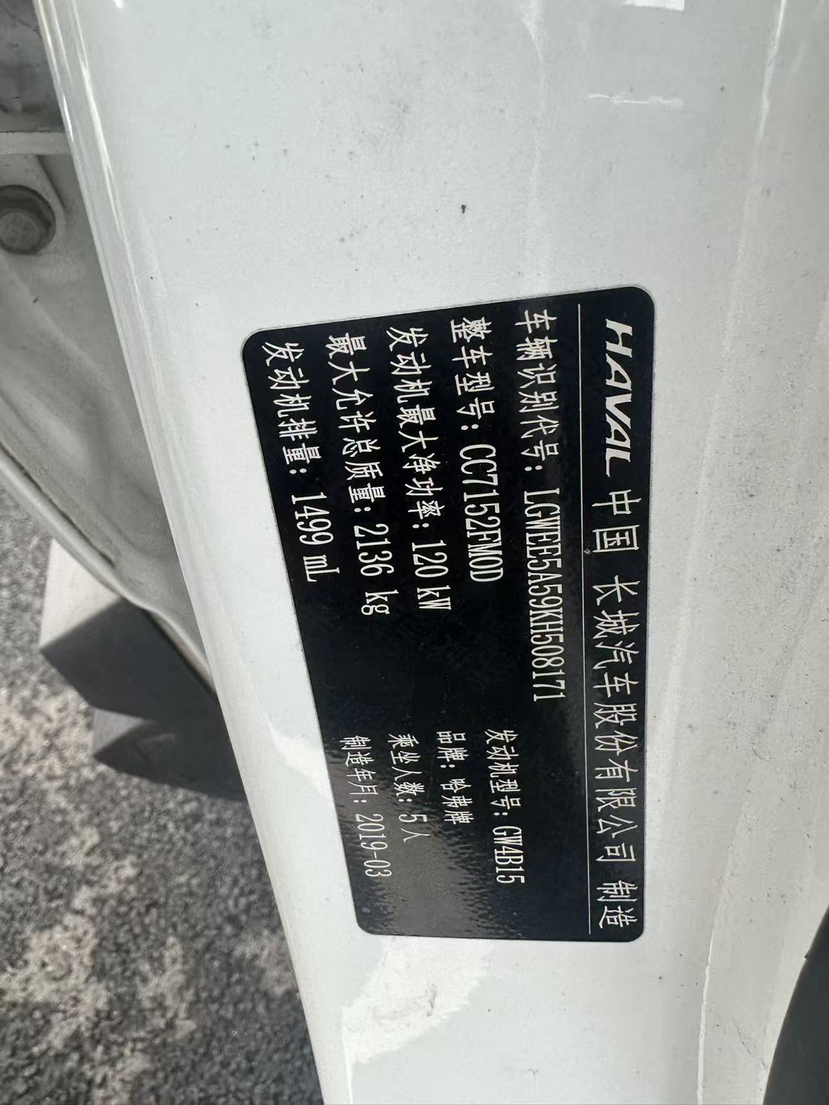 HAVAL 中国 长城汽车股份有限公司 制造
车辆识别代号：LGWEE5A59KH508171
整车型号：CC7152FM0D
发动机型号：GW4B15
发动机最大净功率：120 kW
品牌：哈弗牌
最大允许总质量：2136 kg
乘坐人数：5人
发动机排量：1499 mL
制造年月：2019-03